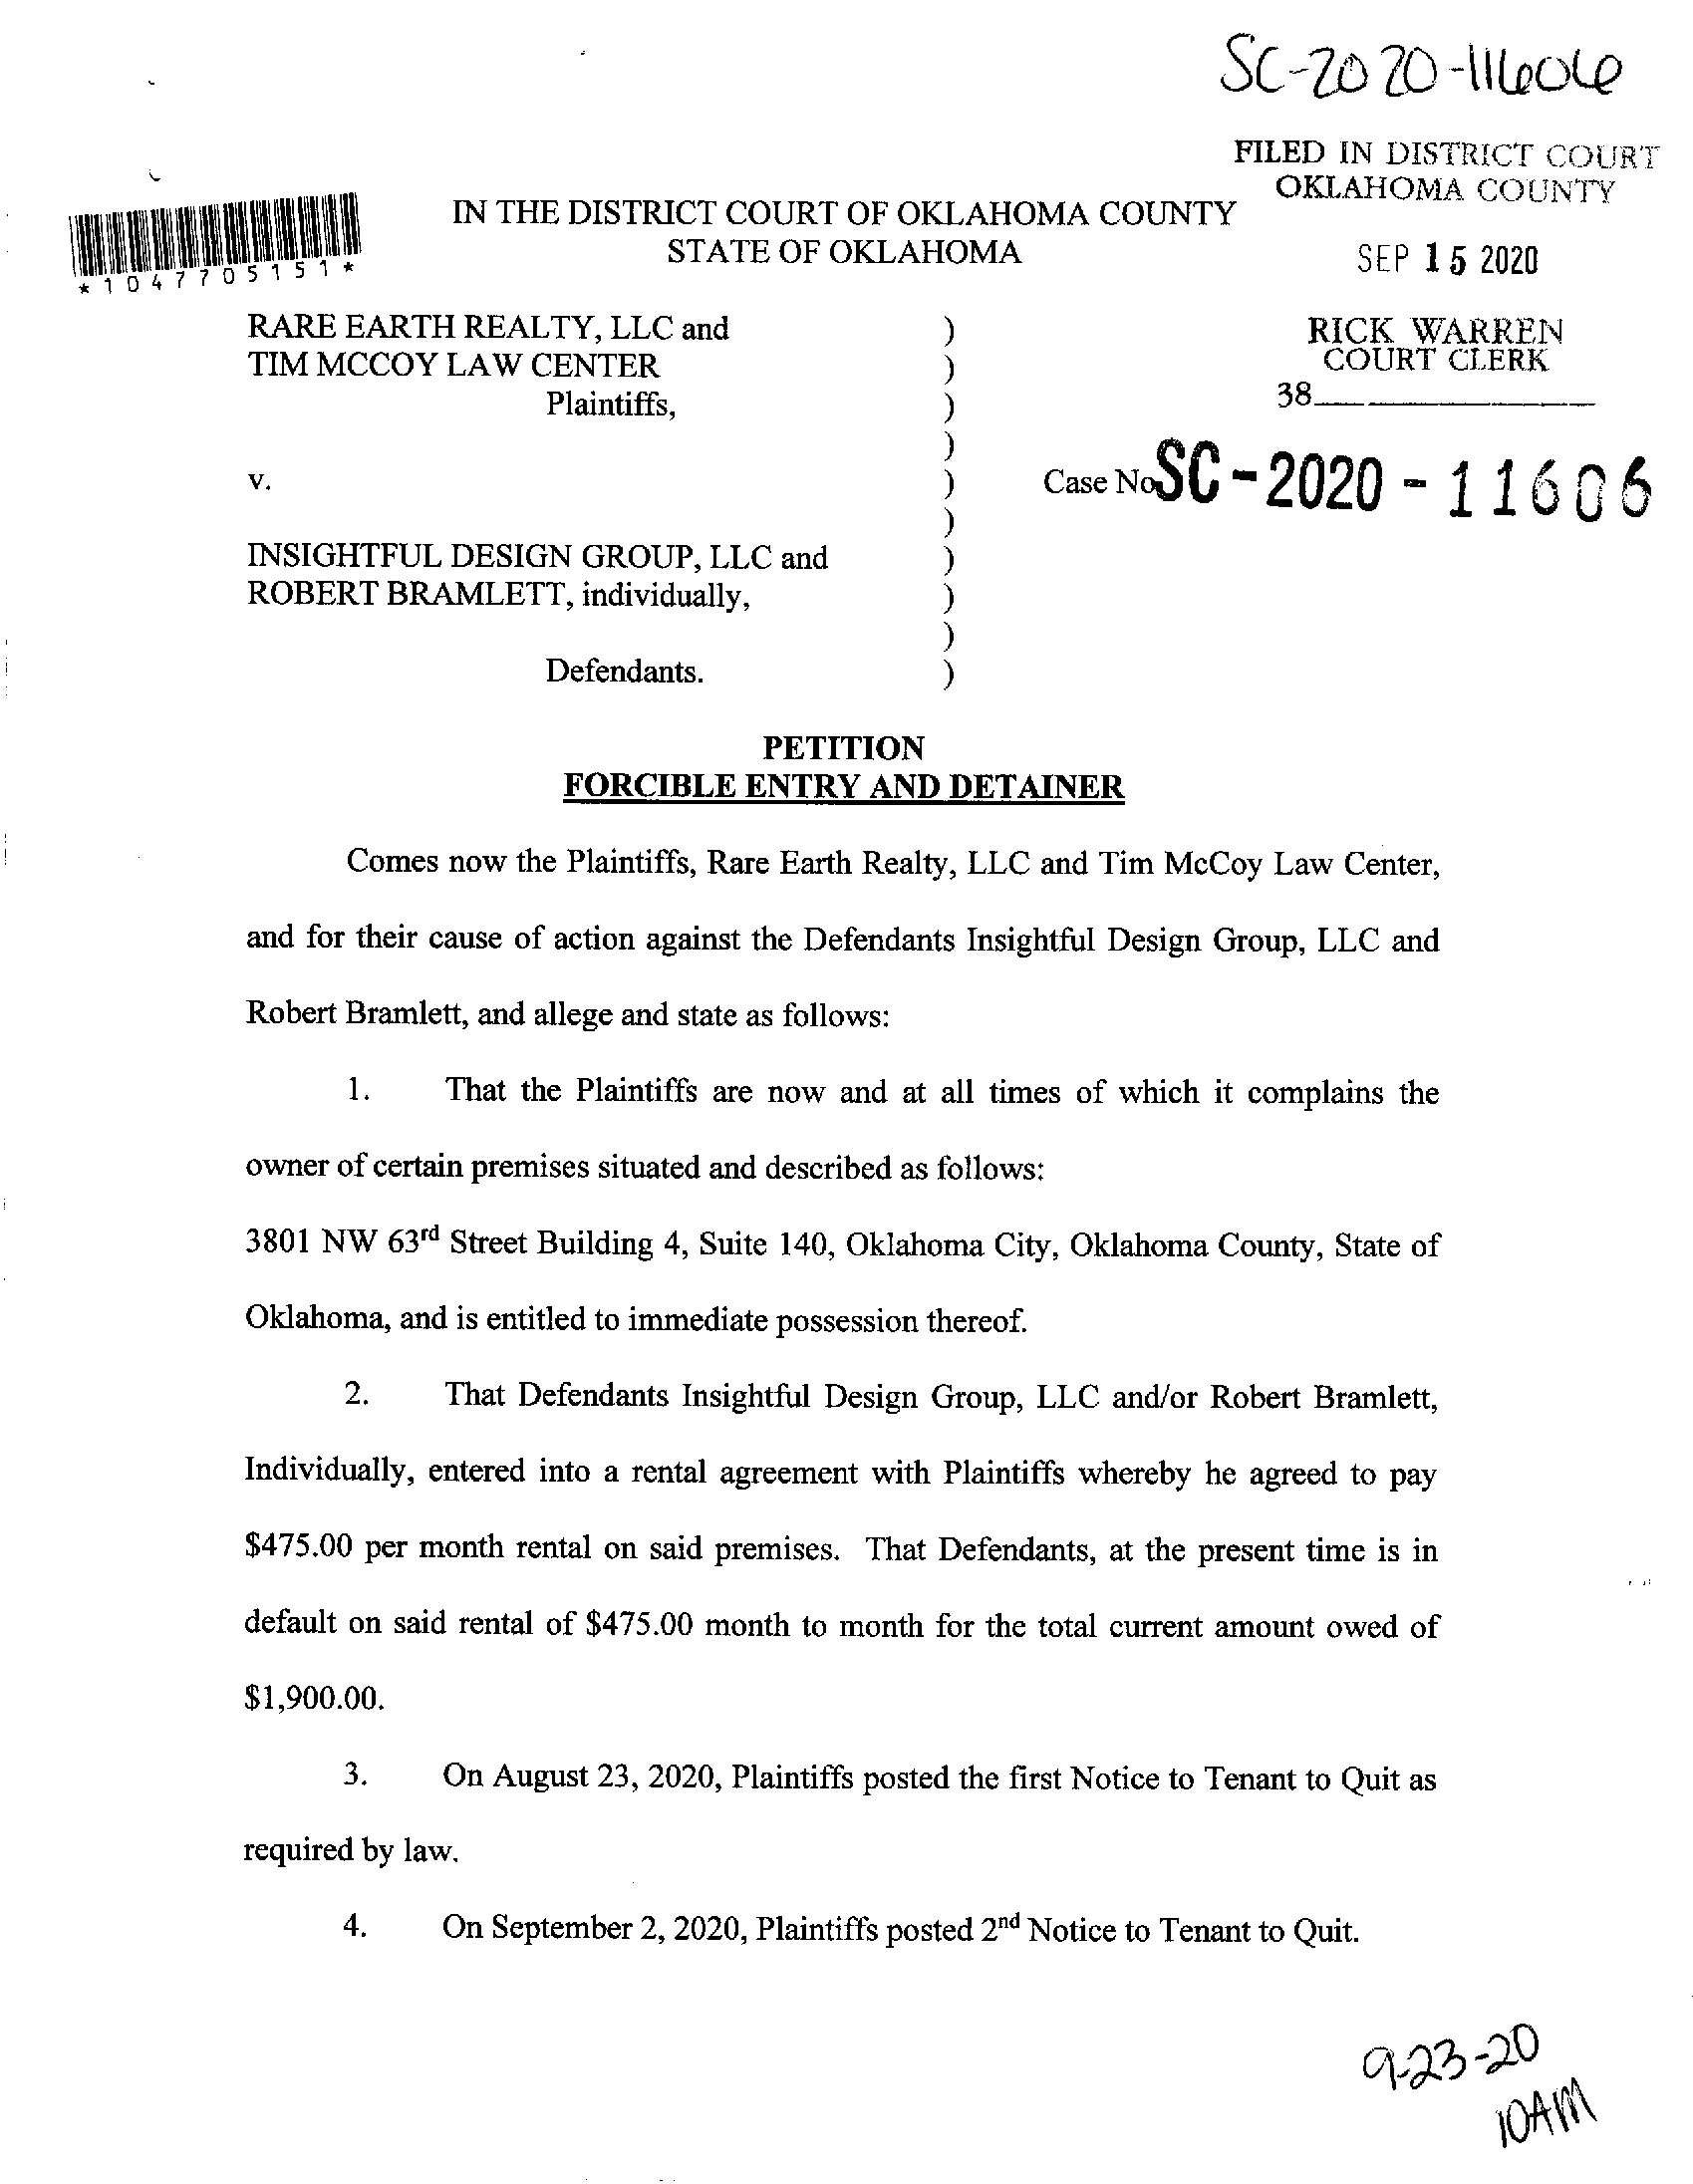 SC-2020-11606
FILED IN DISTRICT COURT
OKLAHOMA COUNTY
IN THE DISTRICT COURT OF OKLAHOMA COUNTY
STATE OF OKLAHOMA
SEP 15 2020
*1047705151*
RARE EARTH REALTY, LLC and )
TIM MCCOY LAW CENTER )
Plaintiffs, )
)
RICK WARREN
COURT CLERK
38
v. )
Case No SC-2020-11606
)
INSIGHTFUL DESIGN GROUP, LLC and )
ROBERT BRAMLETT, individually, )
)
Defendants. )
PETITION
FORCIBLE ENTRY AND DETAINER
Comes now the Plaintiffs, Rare Earth Realty, LLC and Tim McCoy Law Center,
and for their cause of action against the Defendants Insightful Design Group, LLC and
Robert Bramlett, and allege and state as follows:
1. That the Plaintiffs are now and at all times of which it complains the
owner of certain premises situated and described as follows:
3801 NW 63rd Street Building 4, Suite 140, Oklahoma City, Oklahoma County, State of
Oklahoma, and is entitled to immediate possession thereof.
2. That Defendants Insightful Design Group, LLC and/or Robert Bramlett,
Individually, entered into a rental agreement with Plaintiffs whereby he agreed to pay
$475.00 per month rental on said premises. That Defendants, at the present time is in
default on said rental of $475.00 month to month for the total current amount owed of
$1,900.00.
3. On August 23, 2020, Plaintiffs posted the first Notice to Tenant to Quit as
required by law.
4. On September 2, 2020, Plaintiffs posted 2nd Notice to Tenant to Quit.
9-23-20
10AM